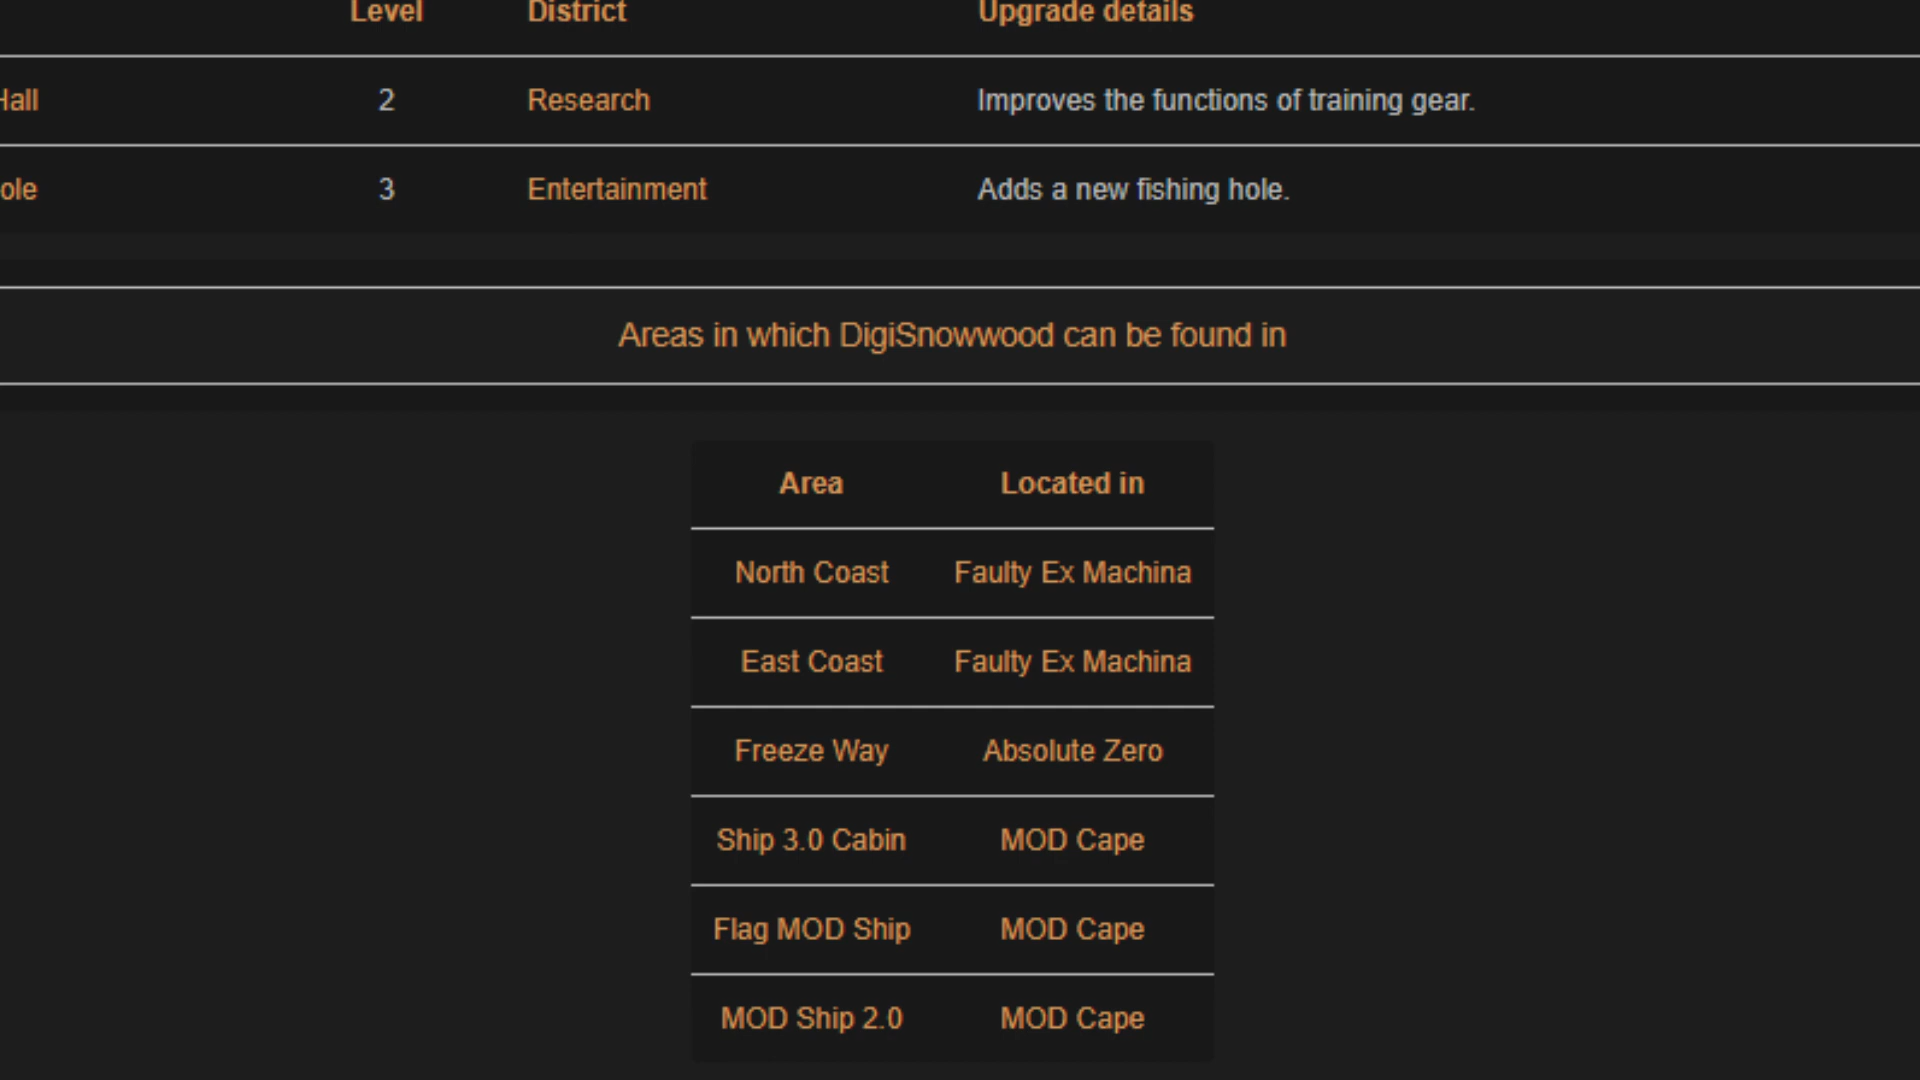 Level District Upgrade details
Hall 2 Research Improves the functions of training gear.
ole 3 Entertainment Adds a new fishing hole.
Areas in which DigiSnowwood can be found in
Area Located in
North Coast Faulty Ex Machina
East Coast Faulty Ex Machina
Freeze Way Absolute Zero
Ship 3.0 Cabin MOD Cape
Flag MOD Ship MOD Cape
MOD Ship 2.0 MOD Cape